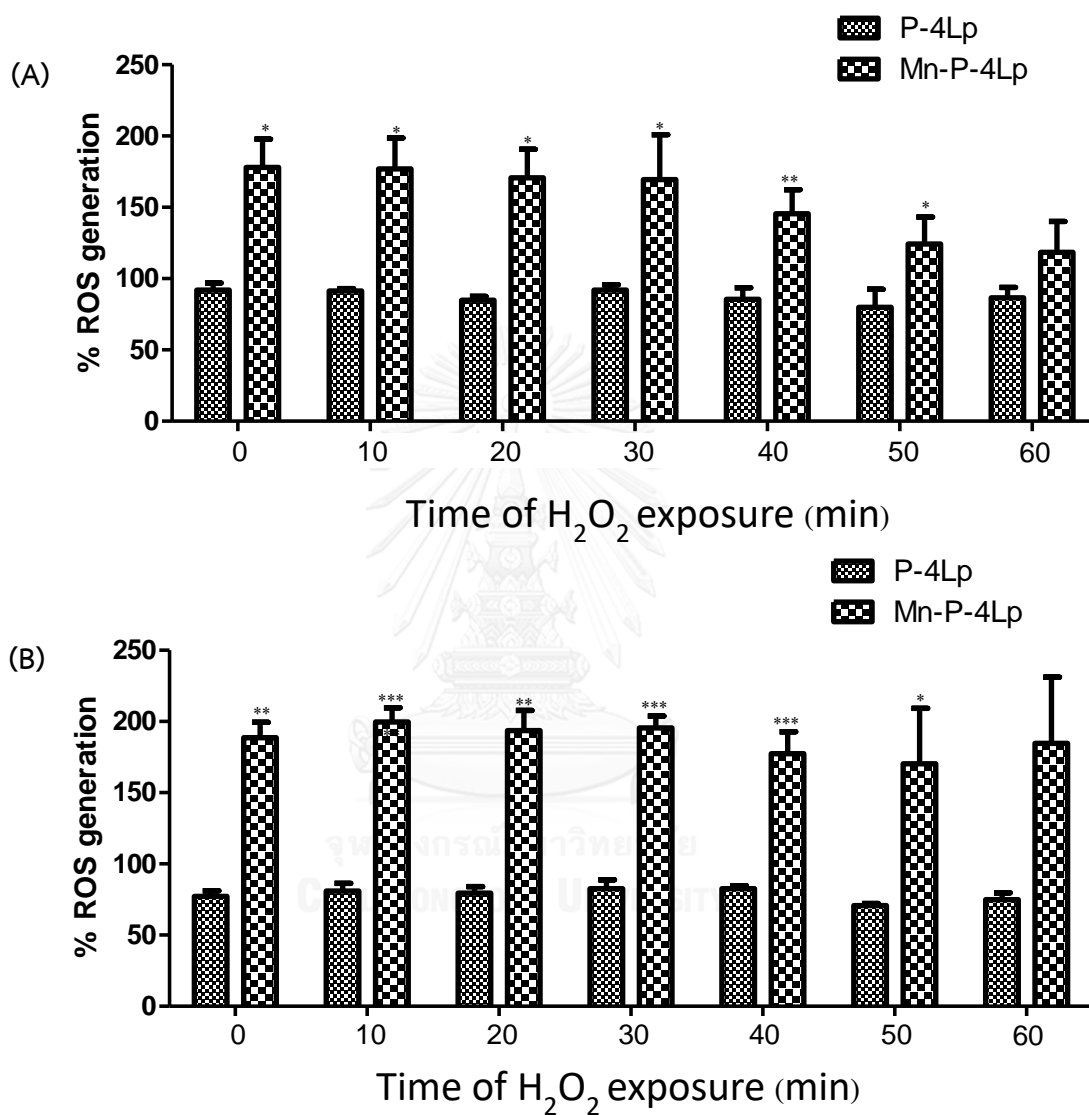 P-4Lp
Mn-P-4Lp
(A)
% ROS generation
250
200
150
100
50
0
* * * * ** *
0 10 20 30 40 50 60
Time of H2O2 exposure (min)
P-4Lp
Mn-P-4Lp
(B)
% ROS generation
250
200
150
100
50
0
** *** ** *** *** *
**
0 10 20 30 40 50 60
Time of H2O2 exposure (min)